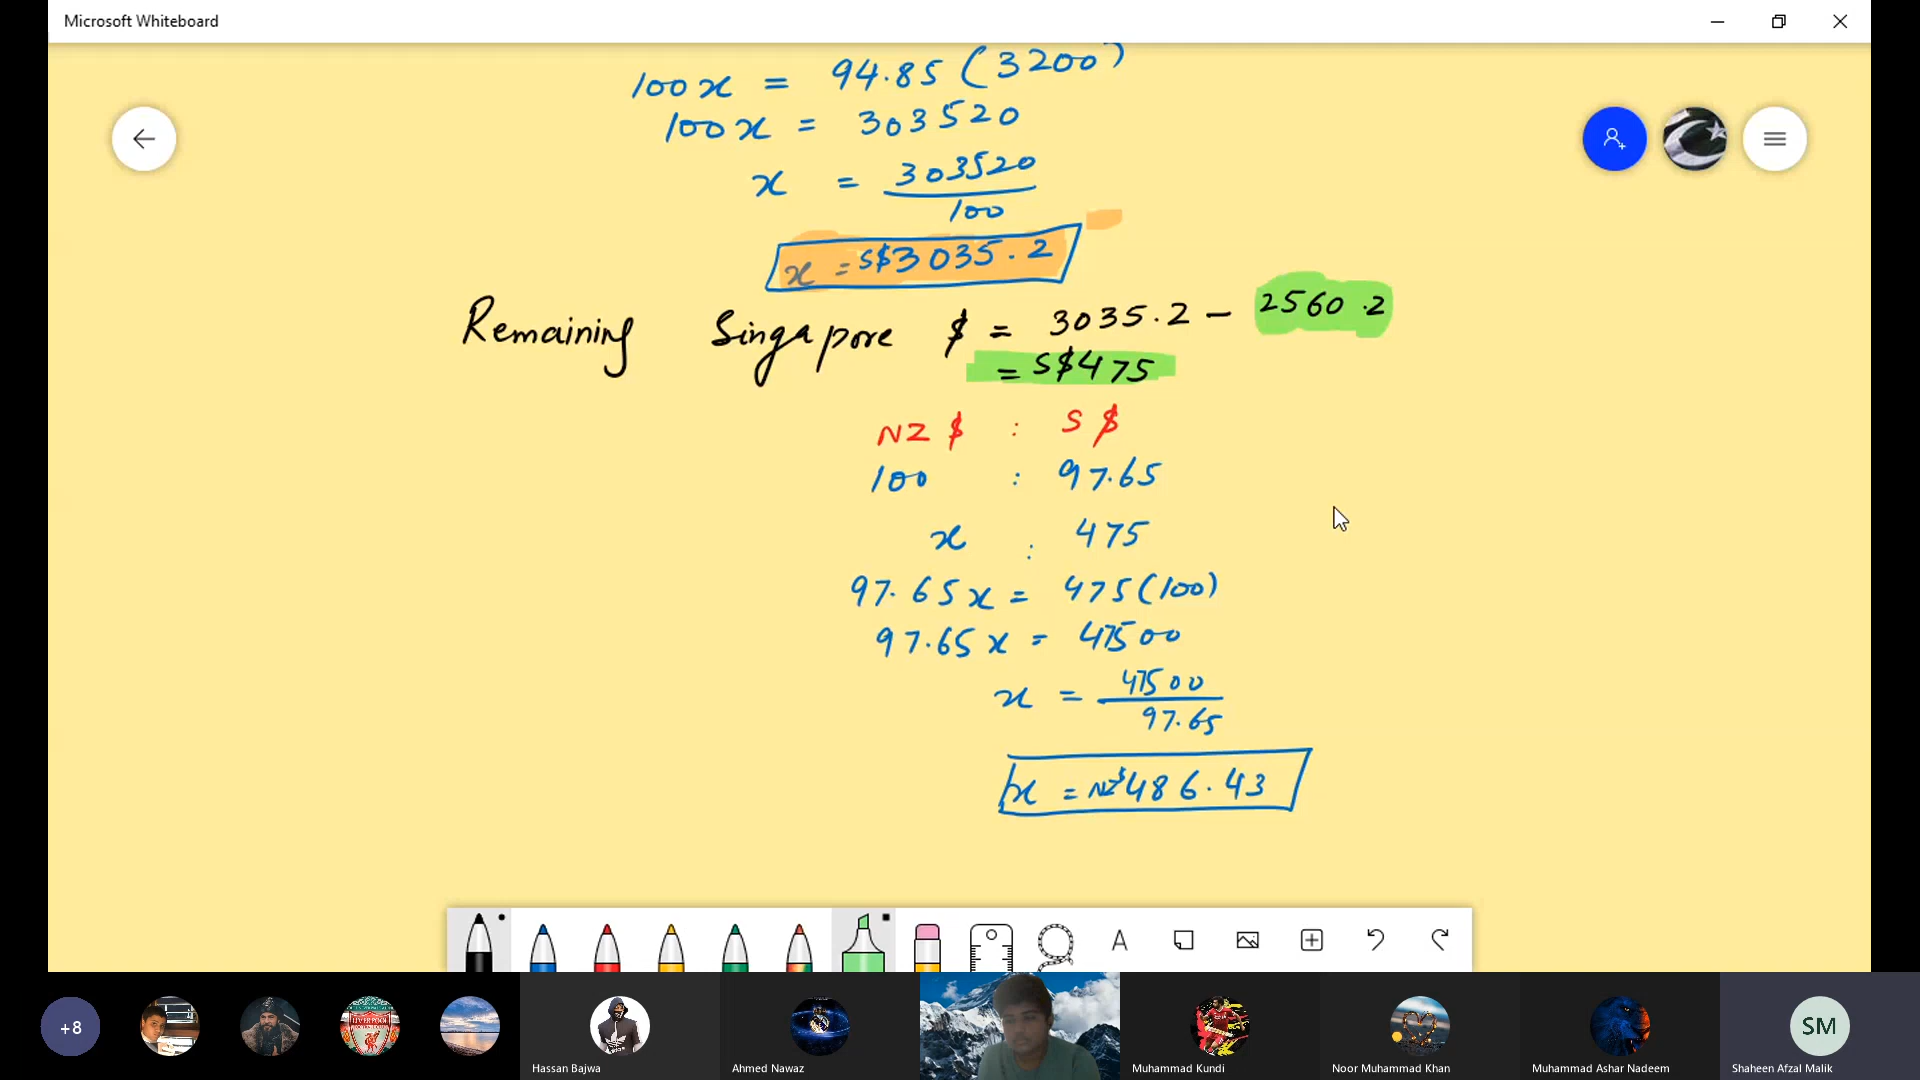 Microsoft Whiteboard
100x = 94.85 (3200)
100x = 303520
x = 303520
100
x = S$3035.2
Remaining Singapore $ = 3035.2 - 2560.2
= S$475
NZ $ : S $
100 : 97.65
x : 475
97.65x = 475(100)
97.65x = 47500
x = 47500
97.65
x = NZ$486.43
+8
SM
Hassan Bajwa
Ahmed Nawaz
Muhammad Kundi
Noor Muhammad Khan
Muhammad Ashar Nadeem
Shaheen Afzal Malik